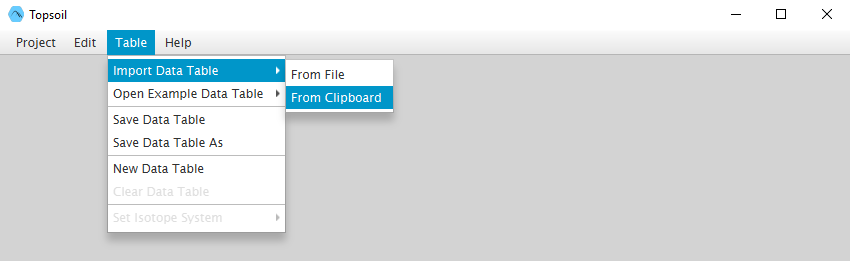 Topsoil
Project Edit Table Help
Import Data Table
From File
Open Example Data Table
From Clipboard
Save Data Table
Save Data Table As
New Data Table
Clear Data Table
Set Isotope System